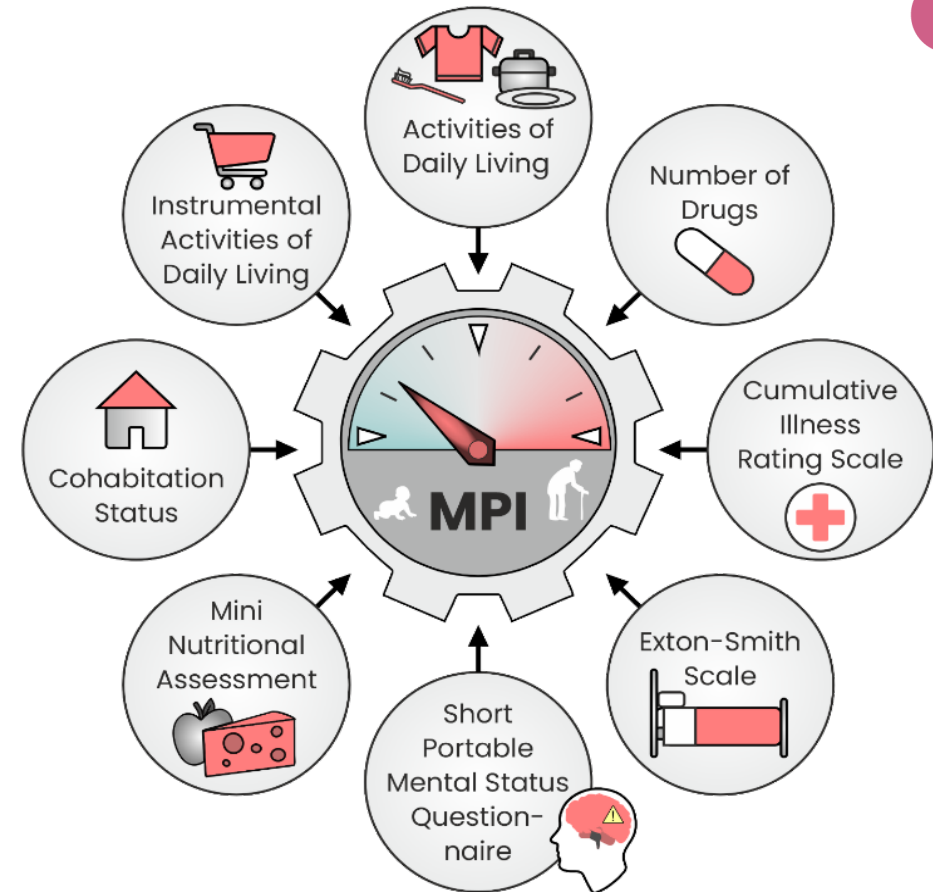 Activities of
Daily Living
Number of
Drugs
Cumulative
Illness
Rating Scale
Exton-Smith
Scale
Short
Portable
Mental Status
Question-
naire
Mini
Nutritional
Assessment
Cohabitation
Status
Instrumental
Activities of
Daily Living
MPI